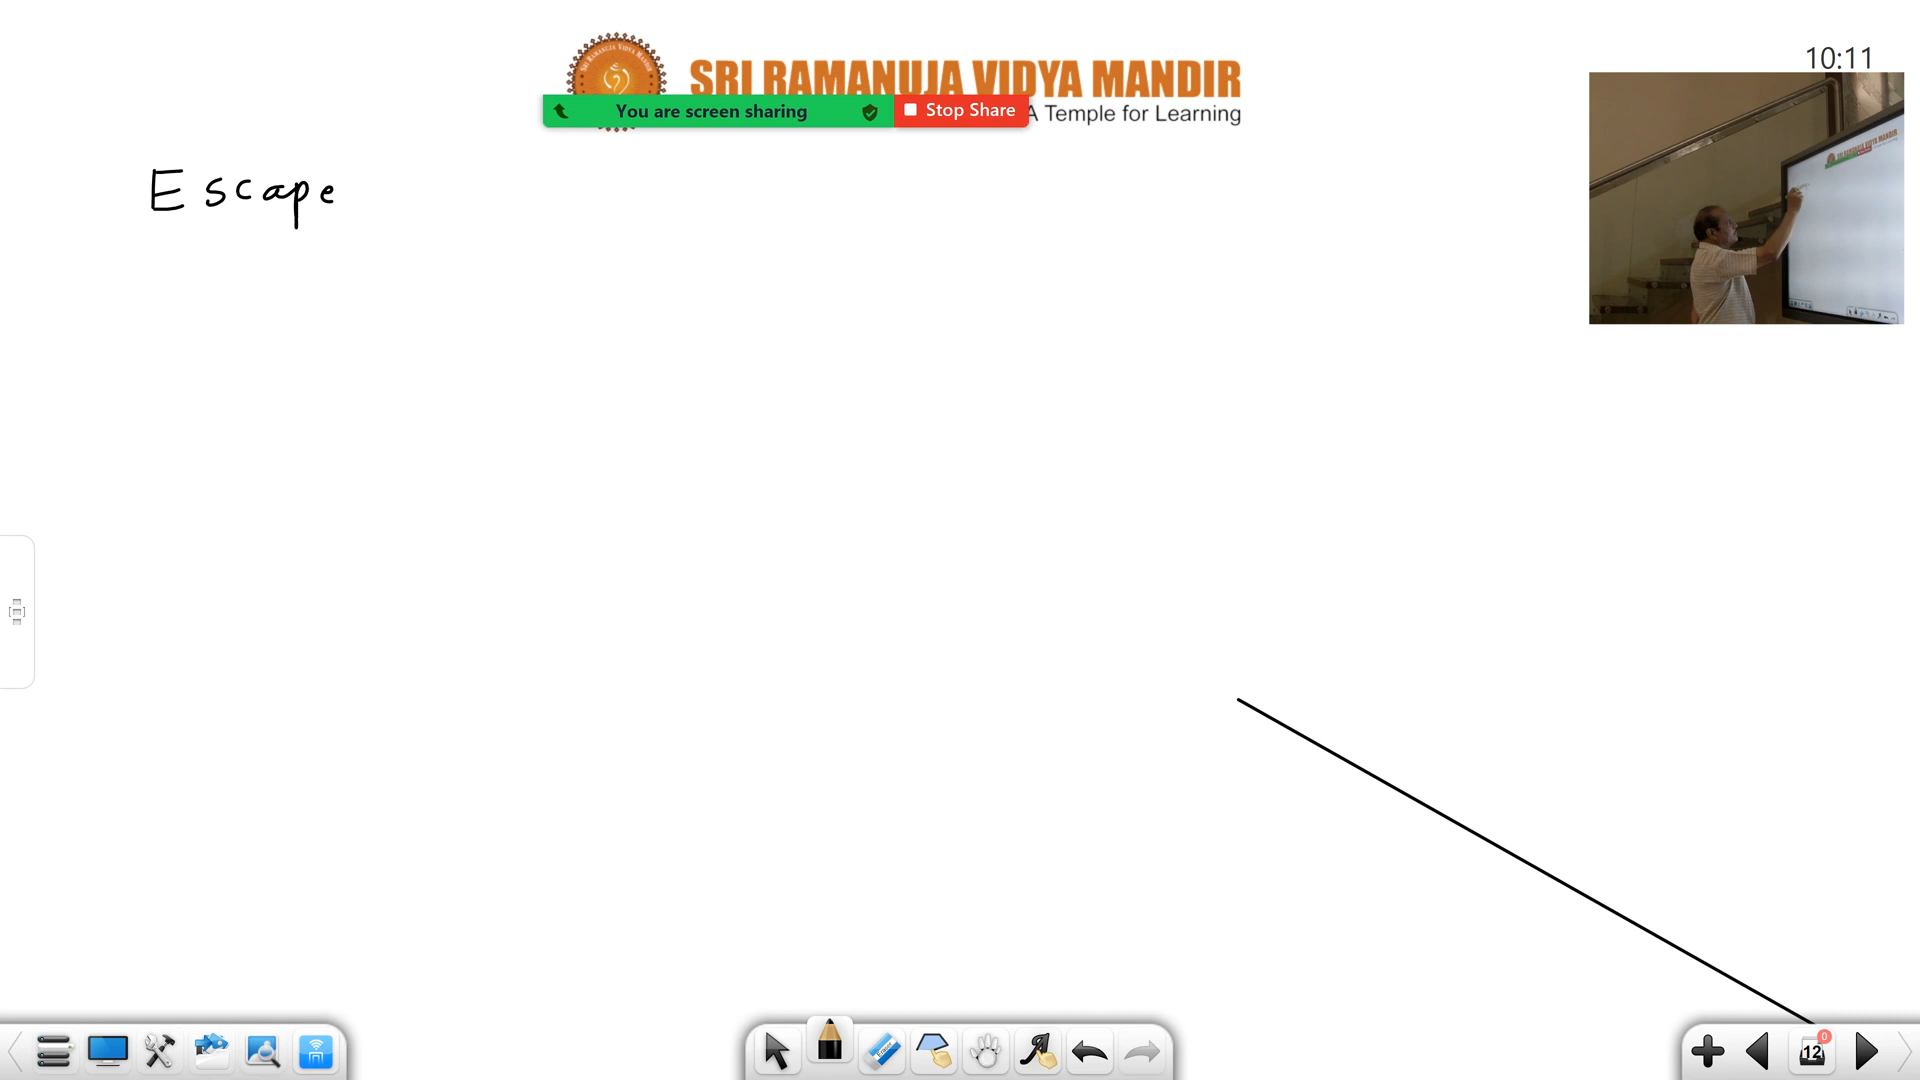 SRI RAMANUJA VIDYA MANDIR
10:11
You are screen sharing
Stop Share
A Temple for Learning
Escape
12
0